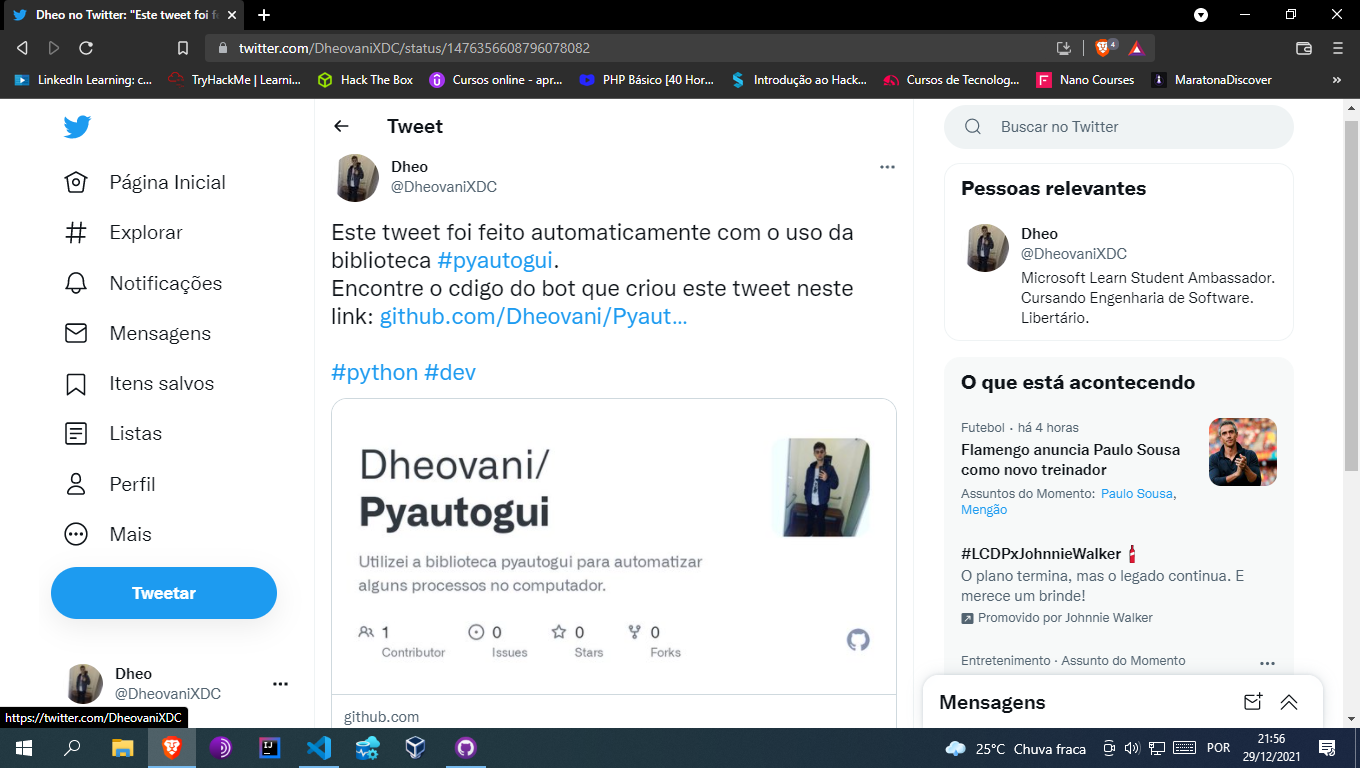 Dheo no Twitter: "Este tweet foi f
twitter.com/DheovaniXDC/status/1476356608796078082
4
LinkedIn Learning: c...
TryHackMe | Learni...
Hack The Box
Cursos online - apr...
PHP Básico [40 Hor...
Introdução ao Hack...
Cursos de Tecnolog...
Nano Courses
MaratonaDiscover
»
Página Inicial
Explorar
Notificações
Mensagens
Itens salvos
Listas
Perfil
Mais
Tweetar
Dheo
@DheovaniXDC
https://twitter.com/DheovaniXDC
Tweet
Dheo
@DheovaniXDC
Este tweet foi feito automaticamente com o uso da
biblioteca #pyautogui.
Encontre o cdigo do bot que criou este tweet neste
link: github.com/Dheovani/Pyaut...
#python #dev
Dheovani/
Pyautogui
Utilizei a biblioteca pyautogui para automatizar
alguns processos no computador.
1 0 0 0
Contributor Issues Stars Forks
github.com
Buscar no Twitter
Pessoas relevantes
Dheo
@DheovaniXDC
Microsoft Learn Student Ambassador.
Cursando Engenharia de Software.
Libertário.
O que está acontecendo
Futebol · há 4 horas
Flamengo anuncia Paulo Sousa
como novo treinador
Assuntos do Momento: Paulo Sousa,
Mengão
#LCDPxJohnnieWalker
O plano termina, mas o legado continua. E
merece um brinde!
Promovido por Johnnie Walker
Entretenimento · Assunto do Momento
Mensagens
25°C Chuva fraca
POR
21:56
29/12/2021